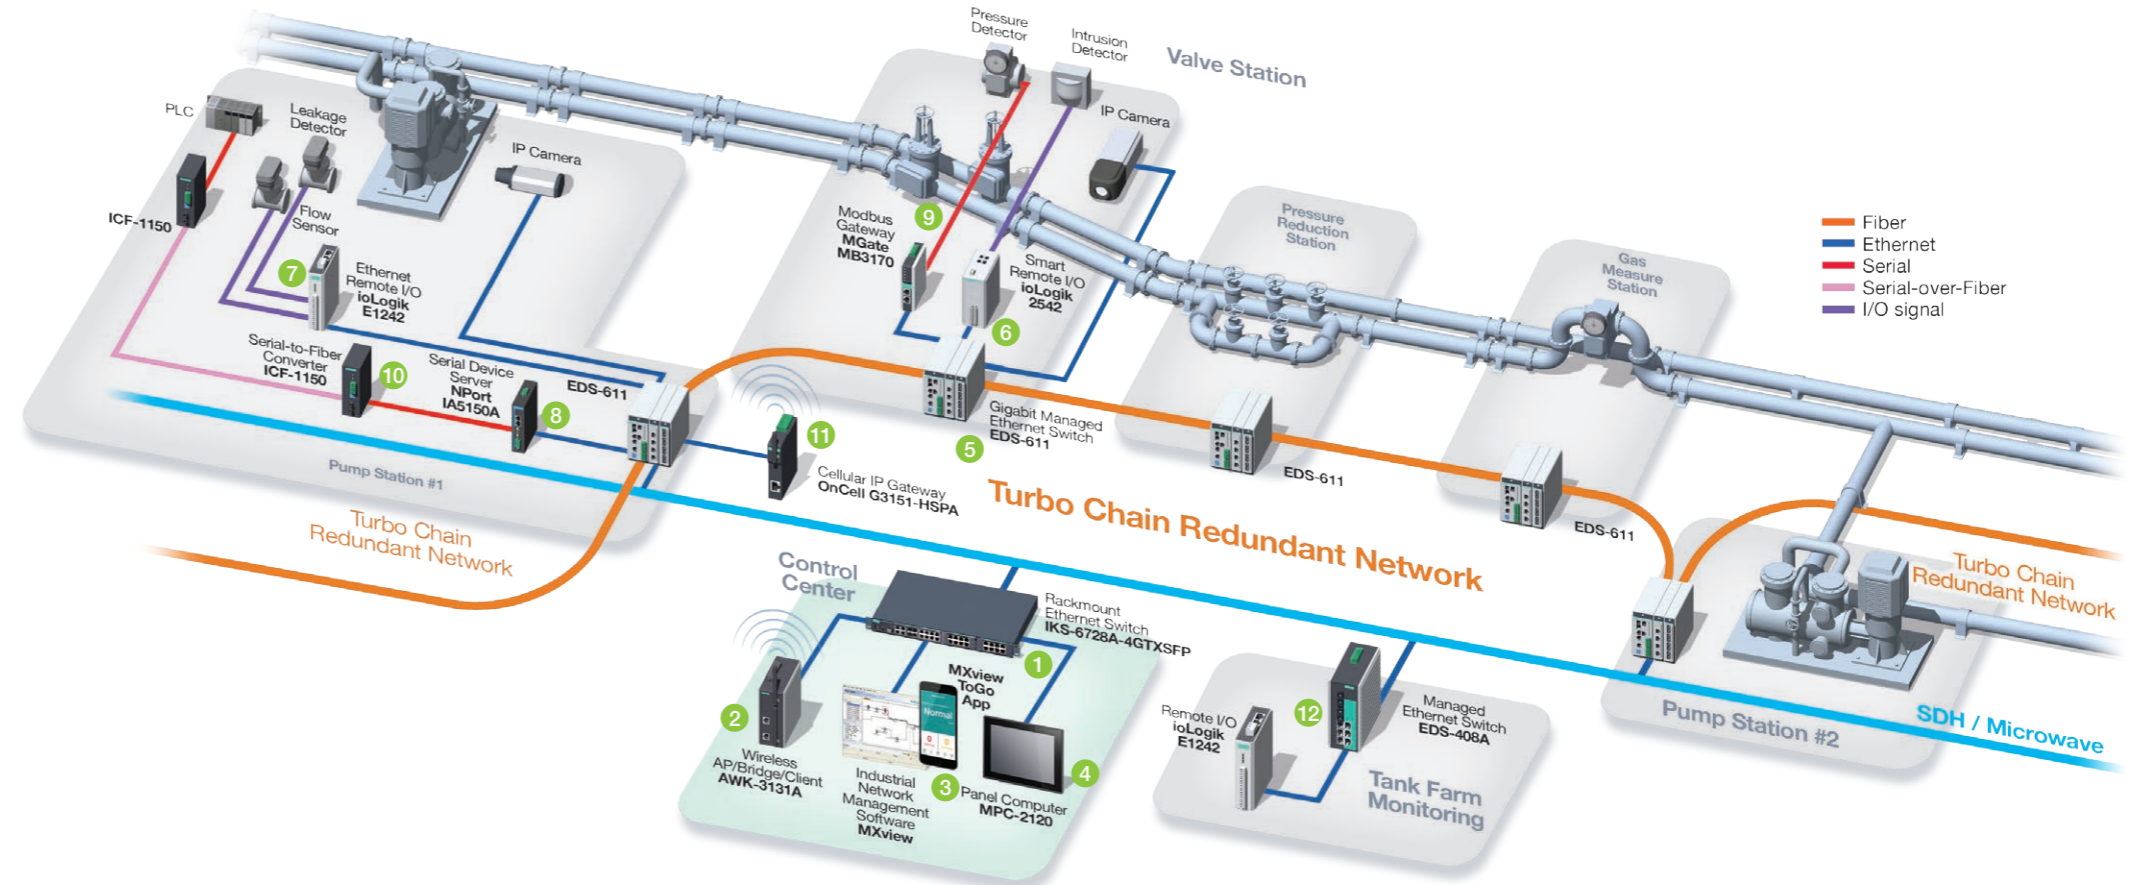 Pressure
Detector
Intrusion
Detector
Valve Station
IP Camera
PLC
Leakage
Detector
IP Camera
ICF-1150
Flow
Sensor
7
Ethernet
Remote I/O
ioLogik
E1242
Serial-to-Fiber
Converter
ICF-1150
10
Serial Device
Server
NPort
IA5150A
8
EDS-611
Pump Station #1
11
Cellular IP Gateway
OnCell G3151-HSPA
9
Modbus
Gateway
MGate
MB3170
Smart
Remote I/O
ioLogik
2542
6
Gigabit Managed
Ethernet Switch
EDS-611
5
Pressure
Reduction
Station
EDS-611
Gas
Measure
Station
EDS-611
Fiber
Ethernet
Serial
Serial-over-Fiber
I/O signal
Turbo Chain
Redundant Network
Turbo Chain Redundant Network
Turbo Chain
Redundant Network
Pump Station #2
SDH / Microwave
Control
Center
Rackmount
Ethernet Switch
IKS-6728A-4GTXSFP
1
2
Wireless
AP/Bridge/Client
AWK-3131A
MXview
ToGo
App
Normal
Industrial
Network
Management
Software
MXview
3
4
Panel Computer
MPC-2120
Remote I/O
ioLogik
E1242
12
Managed
Ethernet Switch
EDS-408A
Tank Farm
Monitoring